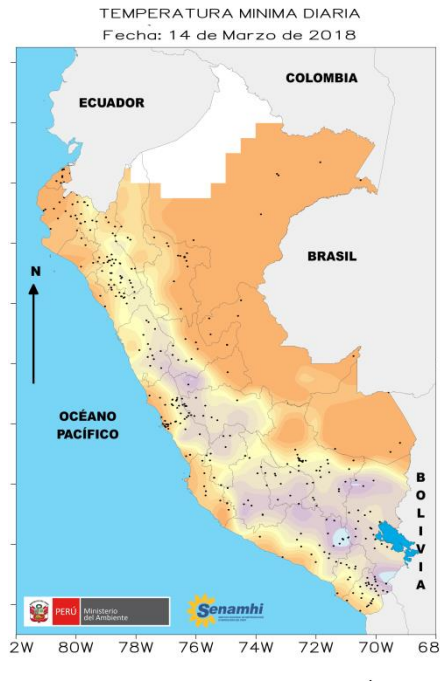 TEMPERATURA MINIMA DIARIA
Fecha: 14 de Marzo de 2018
COLOMBIA
ECUADOR
BRASIL
N
OCÉANO
PACÍFICO
BOLIVIA
PERÚ
Ministerio
del Ambiente
Senamhi
2W 80W 78W 76W 74W 72W 70W 68